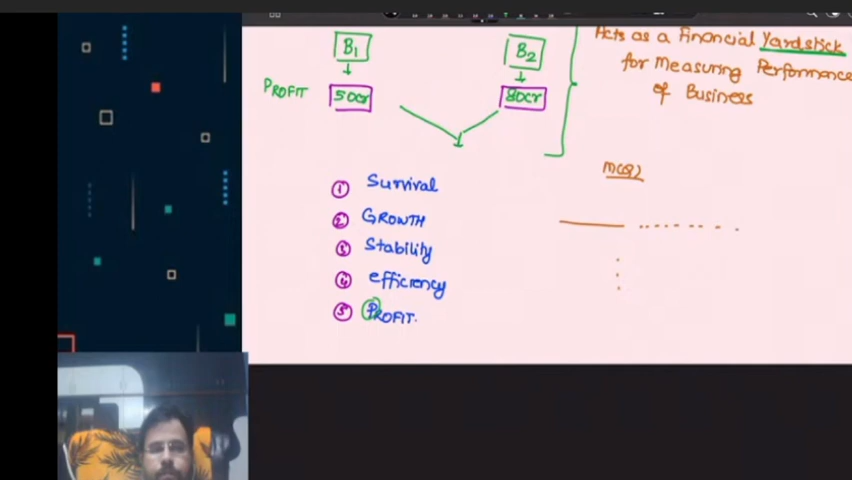 B1
B2
PROFIT
50cr
80cr
Acts as a Financial Yardstick
for Measuring Performance
of Business
MCQ
① Survival
② GROWTH
③ Stability
④ efficiency
⑤ PROFIT.